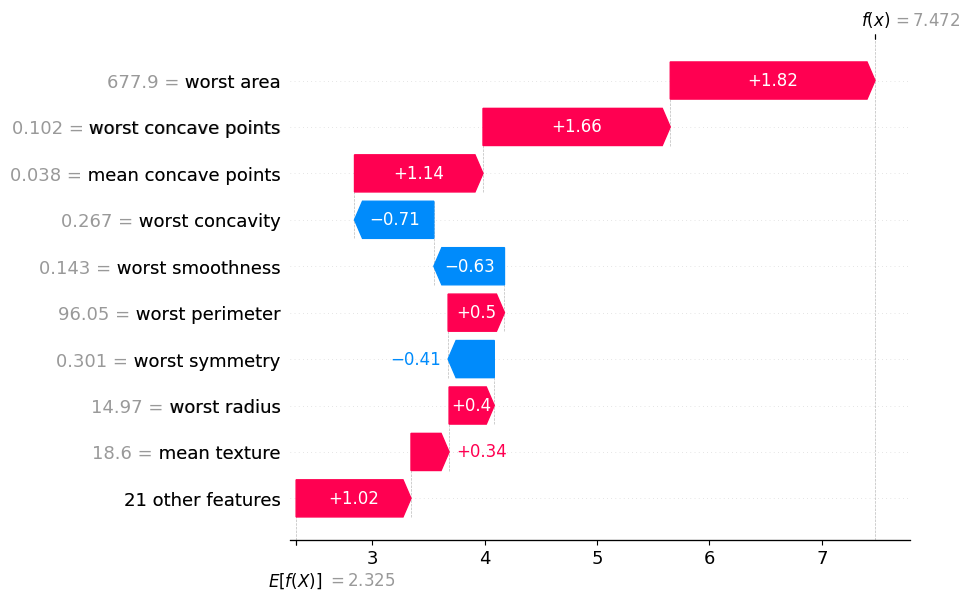 f(x) = 7.472
677.9 = worst area +1.82
0.102 = worst concave points +1.66
0.038 = mean concave points +1.14
0.267 = worst concavity −0.71
0.143 = worst smoothness −0.63
96.05 = worst perimeter +0.5
0.301 = worst symmetry −0.41
14.97 = worst radius +0.4
18.6 = mean texture +0.34
21 other features +1.02
3 4 5 6 7
E[f(X)] = 2.325